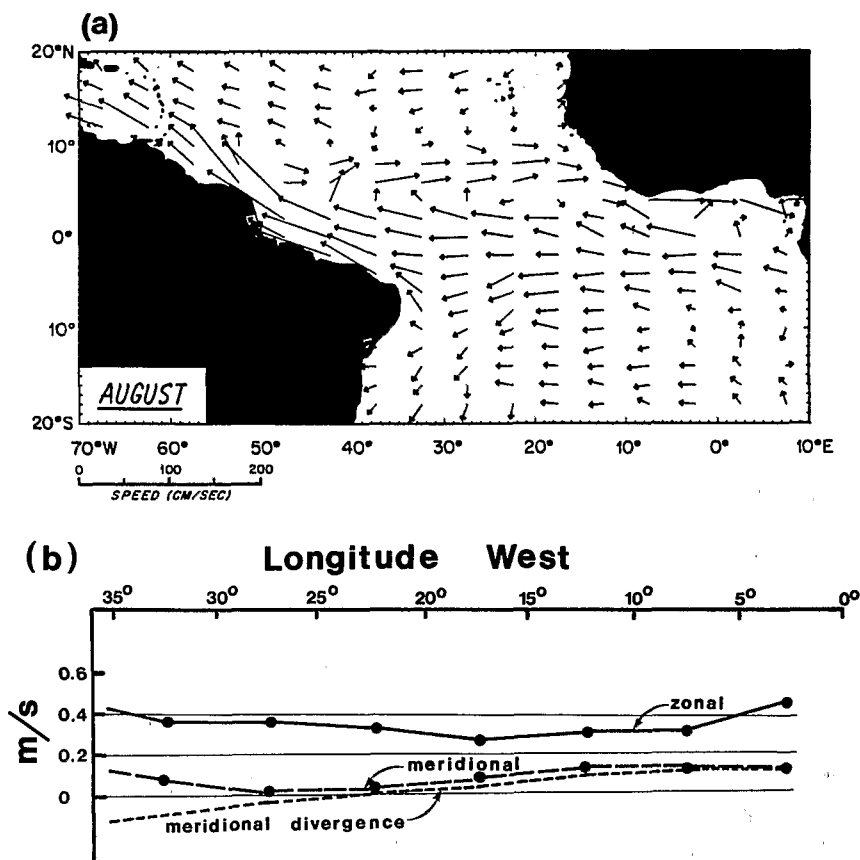 (a)
20°N
10°
0°
10°
20°S
AUGUST
70°W 60° 50° 40° 30° 20° 10° 0° 10°E
0 100 200
SPEED (CM/SEC)
(b) Longitude West
35° 30° 25° 20° 15° 10° 5° 0°
0.6
zonal
0.4
m/s
0.2
meridional
0
meridional divergence